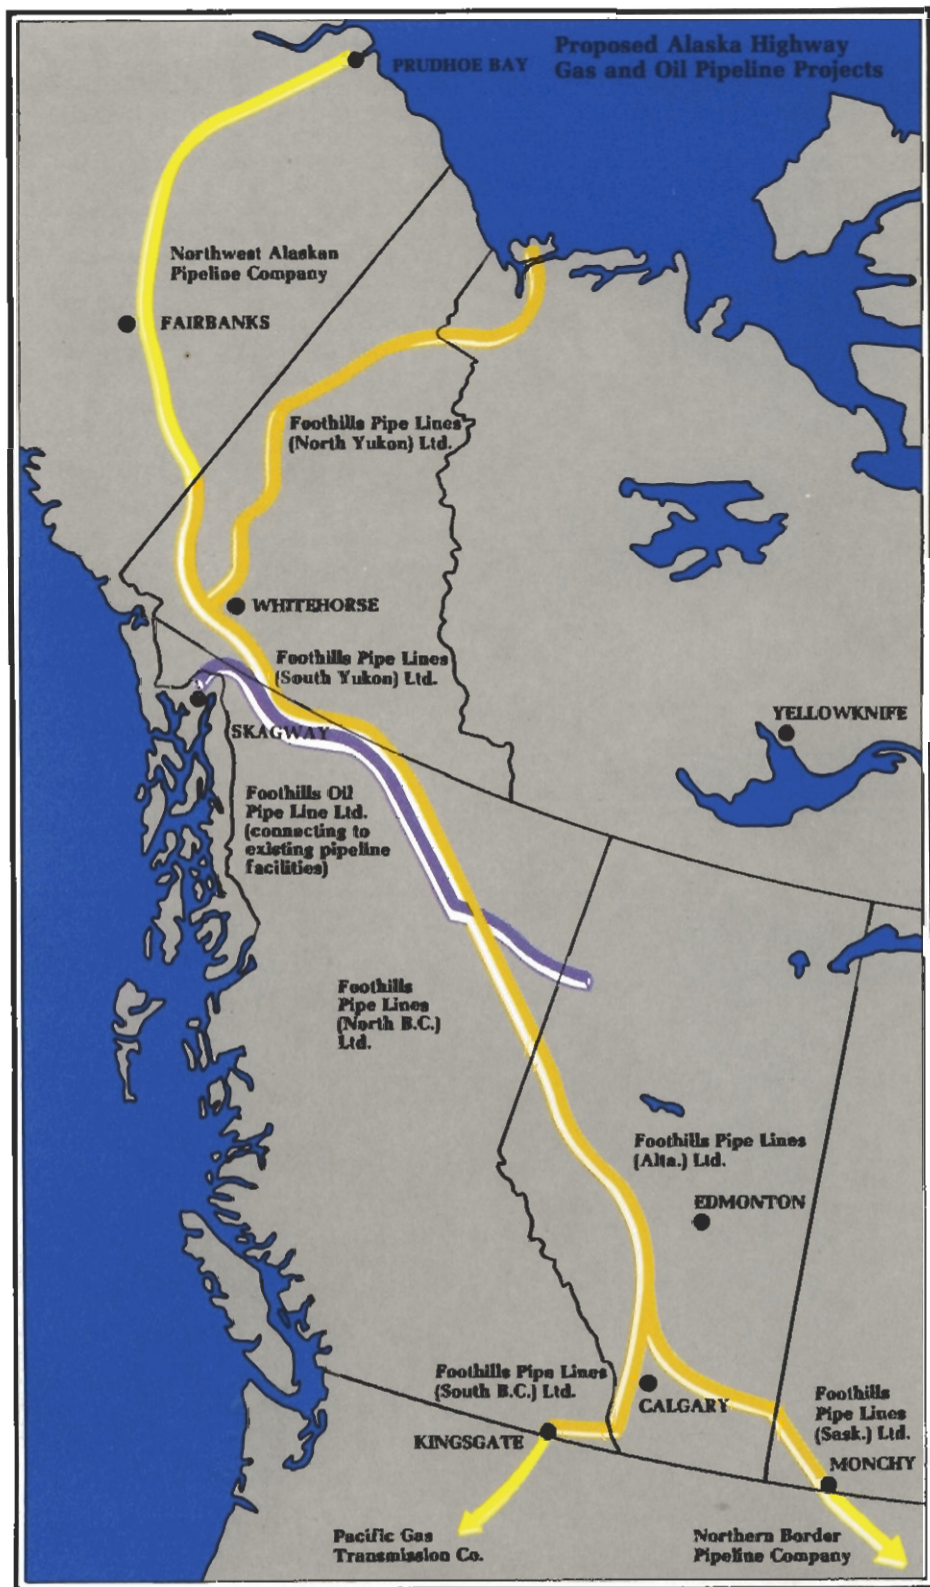 Proposed Alaska Highway
Gas and Oil Pipeline Projects
PRUDHOE BAY
Northwest Alaskan
Pipeline Company
FAIRBANKS
Foothills Pipe Lines
(North Yukon) Ltd.
WHITEHORSE
Foothills Pipe Lines
(South Yukon) Ltd.
SKAGWAY
YELLOWKNIFE
Foothills Oil
Pipe Line Ltd.
(connecting to
existing pipeline
facilities)
Foothills
Pipe Lines
(North B.C.)
Ltd.
Foothills Pipe Lines
(Alta.) Ltd.
EDMONTON
Foothills Pipe Lines
(South B.C.) Ltd.
CALGARY
Foothills
Pipe Lines
(Sask.) Ltd.
KINGSGATE
MONCHY
Pacific Gas
Transmission Co.
Northern Border
Pipeline Company